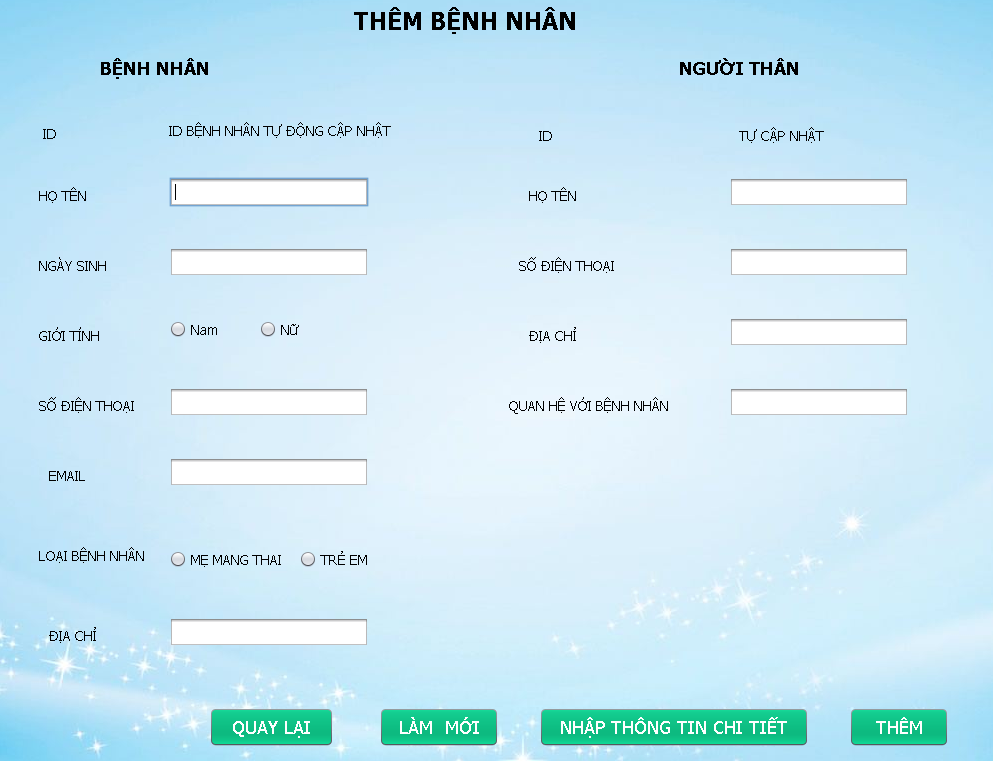 THÊM BỆNH NHÂN
BỆNH NHÂN
NGƯỜI THÂN
ID
ID BỆNH NHÂN TỰ ĐỘNG CẬP NHẬT
ID
TỰ CẬP NHẬT
HỌ TÊN
HỌ TÊN
NGÀY SINH
SỐ ĐIỆN THOẠI
GIỚI TÍNH
Nam
Nữ
ĐỊA CHỈ
SỐ ĐIỆN THOẠI
QUAN HỆ VỚI BỆNH NHÂN
EMAIL
LOẠI BỆNH NHÂN
MẸ MANG THAI
TRẺ EM
ĐỊA CHỈ
QUAY LẠI
LÀM MỚI
NHẬP THÔNG TIN CHI TIẾT
THÊM